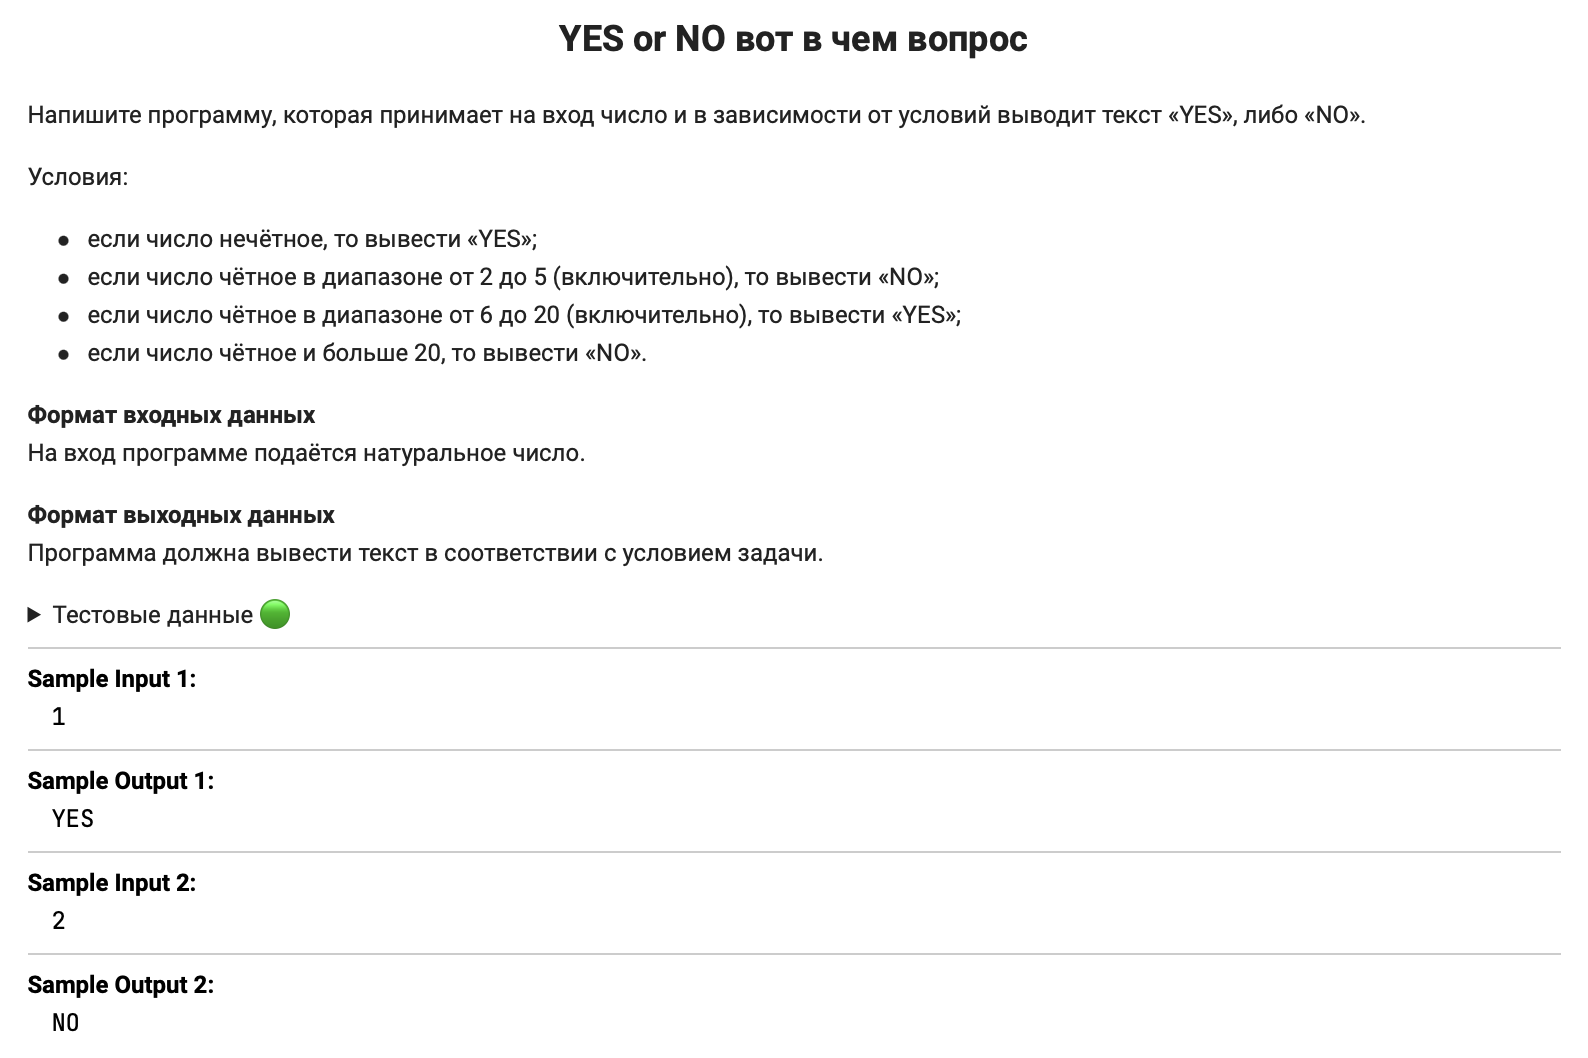 YES or NO вот в чем вопрос
Напишите программу, которая принимает на вход число и в зависимости от условий выводит текст «YES», либо «NO».
Условия:
● если число нечётное, то вывести «YES»;
● если число чётное в диапазоне от 2 до 5 (включительно), то вывести «NO»;
● если число чётное в диапазоне от 6 до 20 (включительно), то вывести «YES»;
● если число чётное и больше 20, то вывести «NO».
Формат входных данных
На вход программе подаётся натуральное число.
Формат выходных данных
Программа должна вывести текст в соответствии с условием задачи.
Тестовые данные
Sample Input 1:
1
Sample Output 1:
YES
Sample Input 2:
2
Sample Output 2:
NO